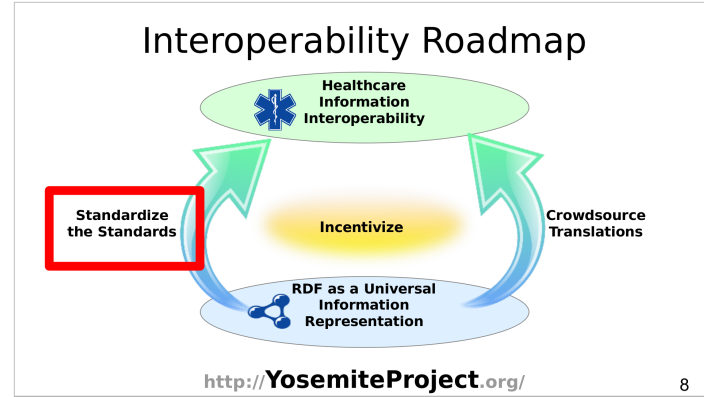 Interoperability Roadmap
Healthcare
Information
Interoperability
Standardize
the Standards
Incentivize
Crowdsource
Translations
RDF as a Universal
Information
Representation
http://YosemiteProject.org/
8